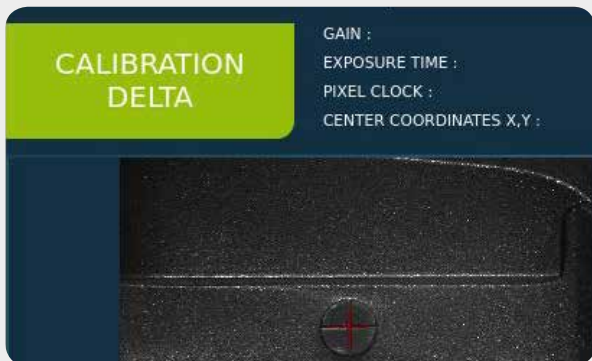 CALIBRATION
DELTA
GAIN :
EXPOSURE TIME :
PIXEL CLOCK :
CENTER COORDINATES X,Y :